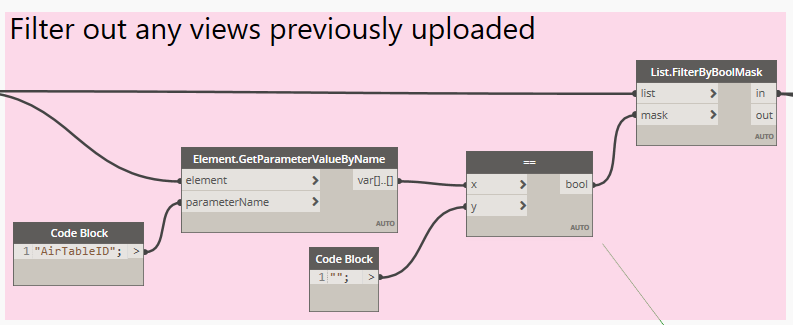 Filter out any views previously uploaded
List.FilterByBoolMask
list > in
mask > out
AUTO
Element.GetParameterValueByName
element > var[]..[]
parameterName >
AUTO
==
x > bool
y >
AUTO
Code Block
1 "AirTableID"; >
Code Block
1 ""; >